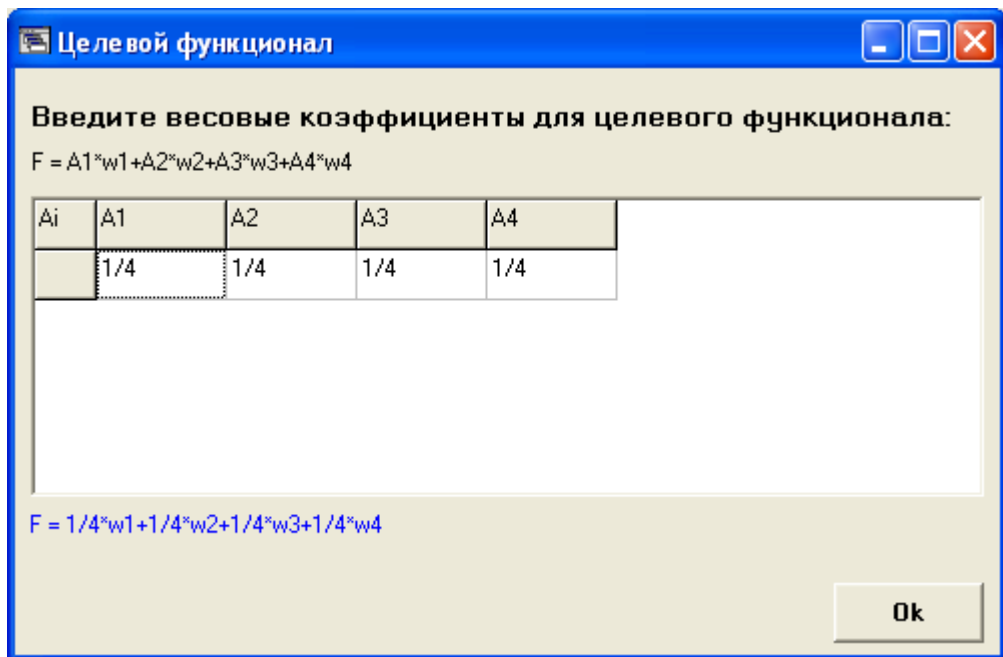 Целевой функционал
Введите весовые коэффициенты для целевого функционала:
F = A1*w1+A2*w2+A3*w3+A4*w4
Ai A1 A2 A3 A4
1/4 1/4 1/4 1/4
F = 1/4*w1+1/4*w2+1/4*w3+1/4*w4
Ok